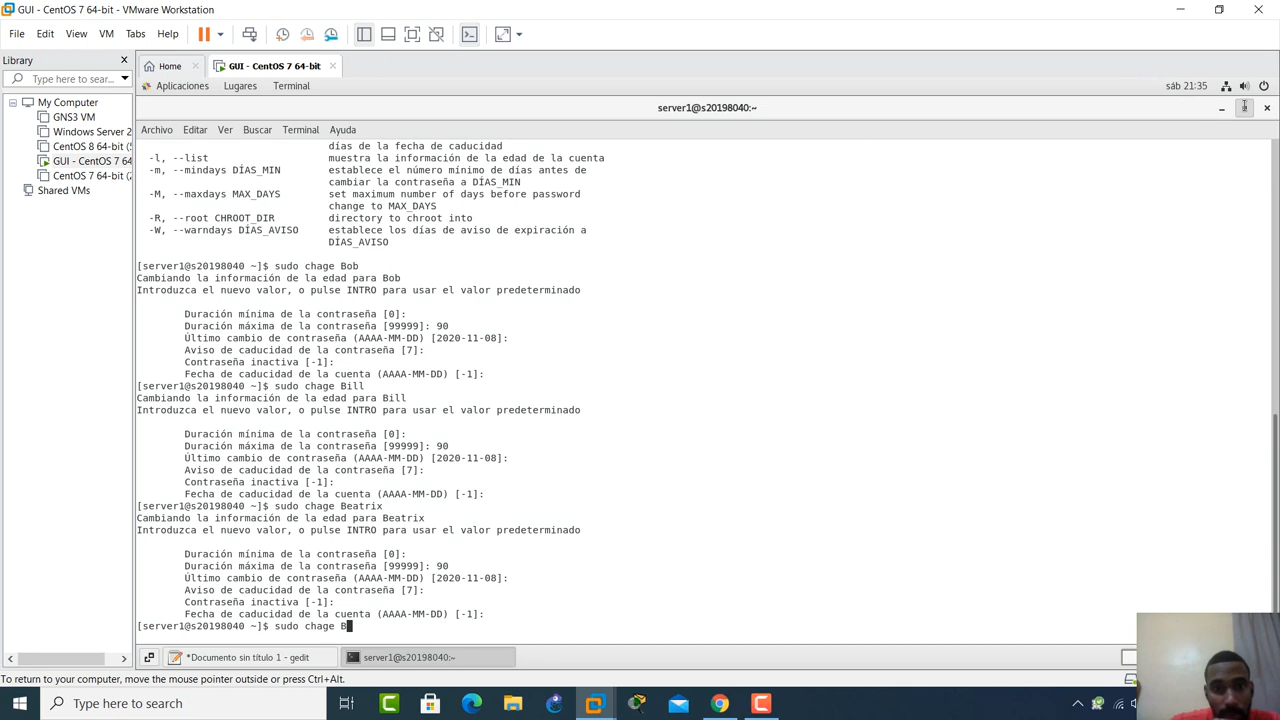 GUI - CentOS 7 64-bit - VMware Workstation
File Edit View VM Tabs Help
Library
Type here to sear...
Home
GUI - CentOS 7 64-bit
My Computer
GNS3 VM
Windows Server 2
CentOS 8 64-bit (
GUI - CentOS 7 64
CentOS 7 64-bit (
Shared VMs
Aplicaciones Lugares Terminal sáb 21:35
server1@s20198040:~
Archivo Editar Ver Buscar Terminal Ayuda
días de la fecha de caducidad
-l, --list muestra la información de la edad de la cuenta
-m, --mindays DÍAS_MIN establece el número mínimo de días antes de
cambiar la contraseña a DÍAS_MIN
-M, --maxdays MAX_DAYS set maximum number of days before password
change to MAX_DAYS
-R, --root CHROOT_DIR directory to chroot into
-W, --warndays DÍAS_AVISO establece los días de aviso de expiración a
DÍAS_AVISO
[server1@s20198040 ~]$ sudo chage Bob
Cambiando la información de la edad para Bob
Introduzca el nuevo valor, o pulse INTRO para usar el valor predeterminado
Duración mínima de la contraseña [0]:
Duración máxima de la contraseña [99999]: 90
Último cambio de contraseña (AAAA-MM-DD) [2020-11-08]:
Aviso de caducidad de la contraseña [7]:
Contraseña inactiva [-1]:
Fecha de caducidad de la cuenta (AAAA-MM-DD) [-1]:
[server1@s20198040 ~]$ sudo chage Bill
Cambiando la información de la edad para Bill
Introduzca el nuevo valor, o pulse INTRO para usar el valor predeterminado
Duración mínima de la contraseña [0]:
Duración máxima de la contraseña [99999]: 90
Último cambio de contraseña (AAAA-MM-DD) [2020-11-08]:
Aviso de caducidad de la contraseña [7]:
Contraseña inactiva [-1]:
Fecha de caducidad de la cuenta (AAAA-MM-DD) [-1]:
[server1@s20198040 ~]$ sudo chage Beatrix
Cambiando la información de la edad para Beatrix
Introduzca el nuevo valor, o pulse INTRO para usar el valor predeterminado
Duración mínima de la contraseña [0]:
Duración máxima de la contraseña [99999]: 90
Último cambio de contraseña (AAAA-MM-DD) [2020-11-08]:
Aviso de caducidad de la contraseña [7]:
Contraseña inactiva [-1]:
Fecha de caducidad de la cuenta (AAAA-MM-DD) [-1]:
[server1@s20198040 ~]$ sudo chage B
*Documento sin título 1 - gedit
server1@s20198040:~
To return to your computer, move the mouse pointer outside or press Ctrl+Alt.
Type here to search